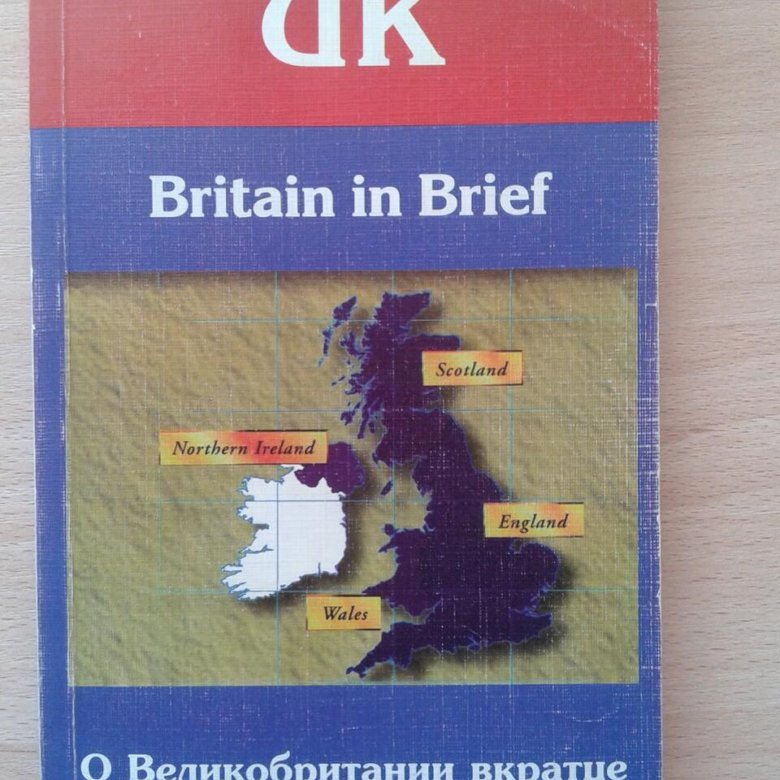 UK
Britain in Brief
Scotland
Northern Ireland
England
Wales
О Великобритании вкратце